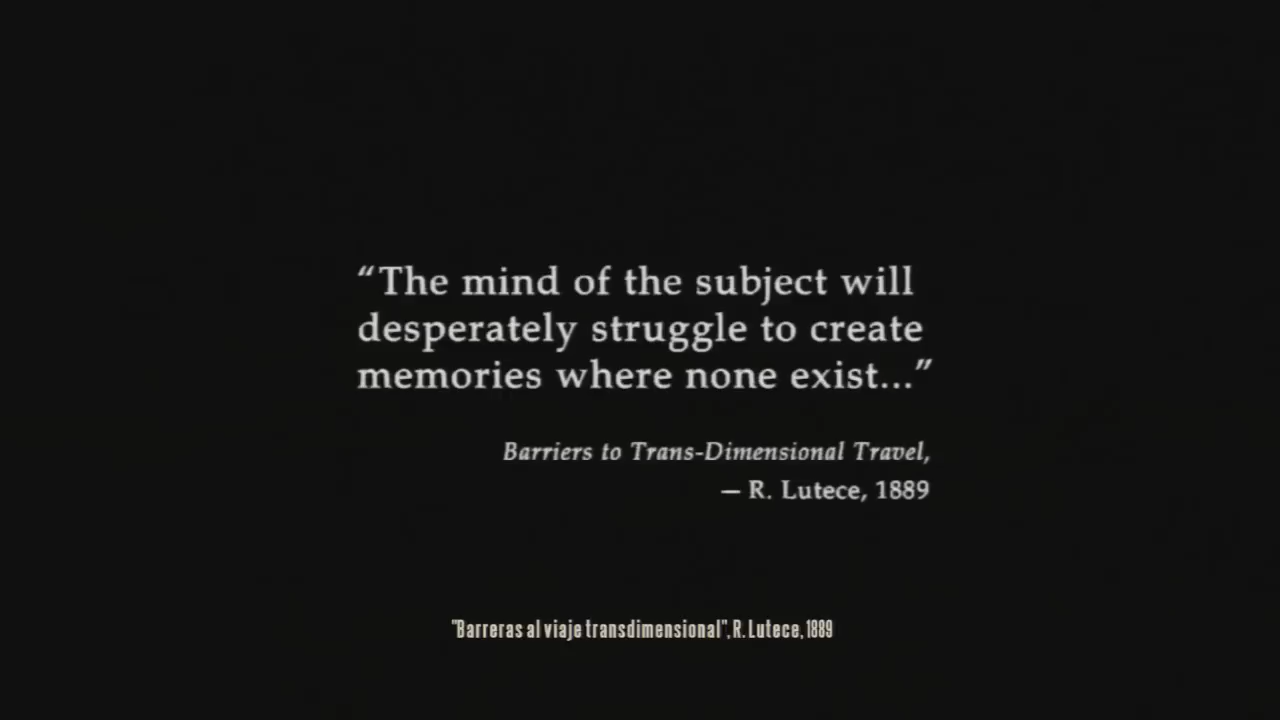 “The mind of the subject will
desperately struggle to create
memories where none exist...”
Barriers to Trans-Dimensional Travel,
— R. Lutece, 1889
"Barreras al viaje transdimensional", R. Lutece, 1889